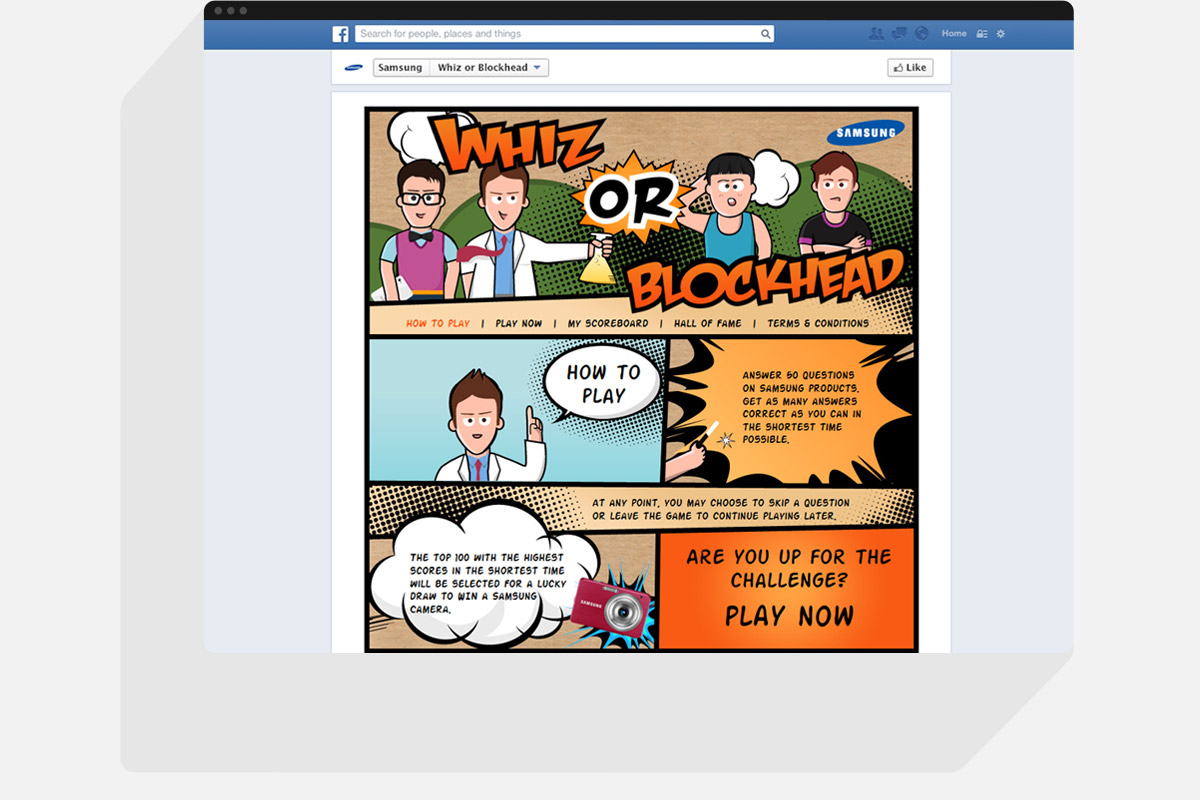 Search for people, places and things
Home
Samsung
Whiz or Blockhead
Like
WHIZ
OR
BLOCKHEAD
SAMSUNG
HOW TO PLAY | PLAY NOW | MY SCOREBOARD | HALL OF FAME | TERMS & CONDITIONS
HOW TO
PLAY
ANSWER 50 QUESTIONS
ON SAMSUNG PRODUCTS.
GET AS MANY ANSWERS
CORRECT AS YOU CAN IN
THE SHORTEST TIME
POSSIBLE.
AT ANY POINT, YOU MAY CHOOSE TO SKIP A QUESTION
OR LEAVE THE GAME TO CONTINUE PLAYING LATER.
THE TOP 100 WITH THE HIGHEST
SCORES IN THE SHORTEST TIME
WILL BE SELECTED FOR A LUCKY
DRAW TO WIN A SAMSUNG
CAMERA.
SAMSUNG
ARE YOU UP FOR THE
CHALLENGE?
PLAY NOW